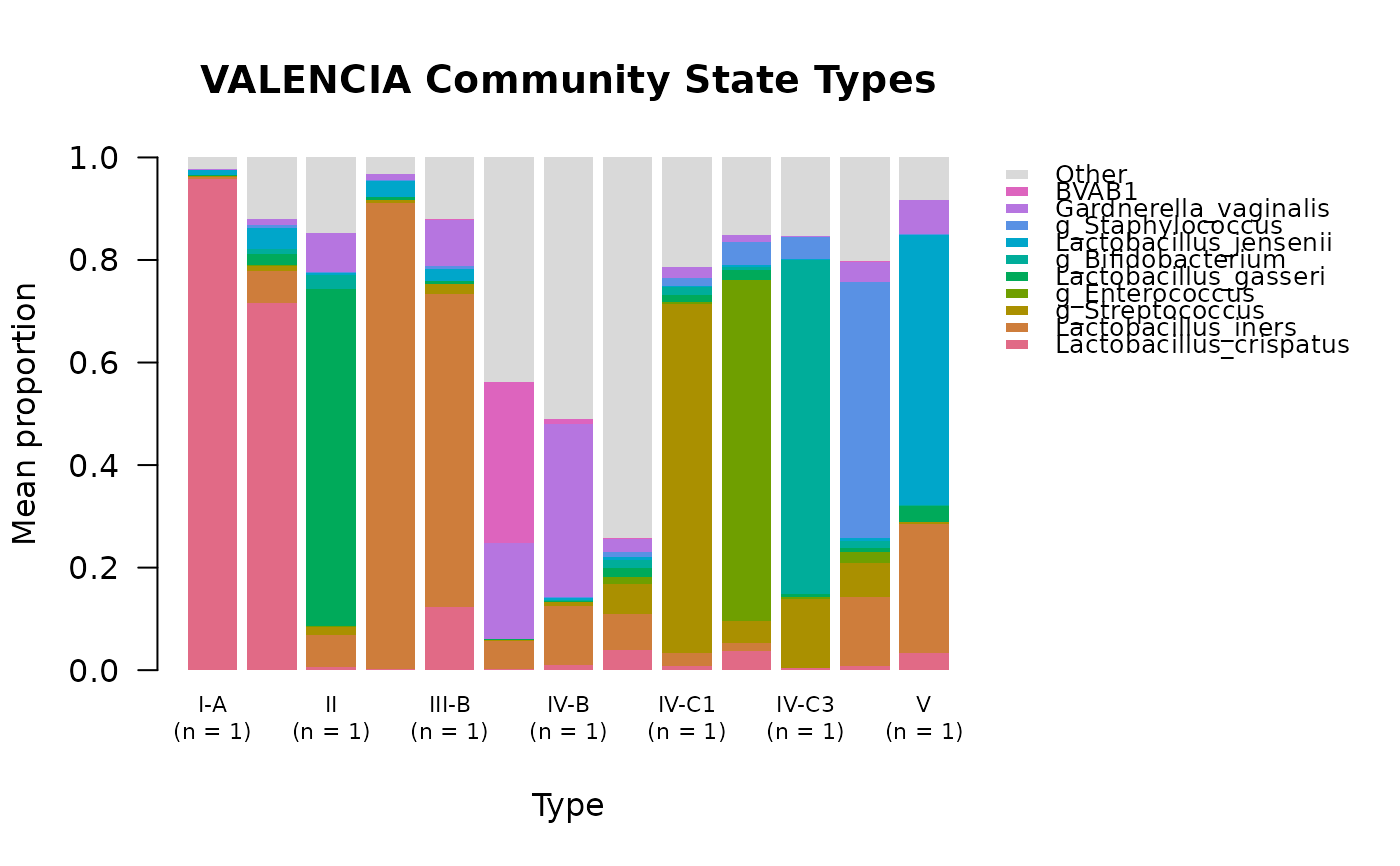 VALENCIA Community State Types
Mean proportion
1.0
0.8
0.6
0.4
0.2
0.0
I-A II III-B IV-B IV-C1 IV-C3 V
(n = 1) (n = 1) (n = 1) (n = 1) (n = 1) (n = 1) (n = 1)
Type
Other
BVAB1
Gardnerella_vaginalis
g_Staphylococcus
Lactobacillus_jensenii
g_Bifidobacterium
Lactobacillus_gasseri
g_Enterococcus
g_Streptococcus
Lactobacillus_iners
Lactobacillus_crispatus